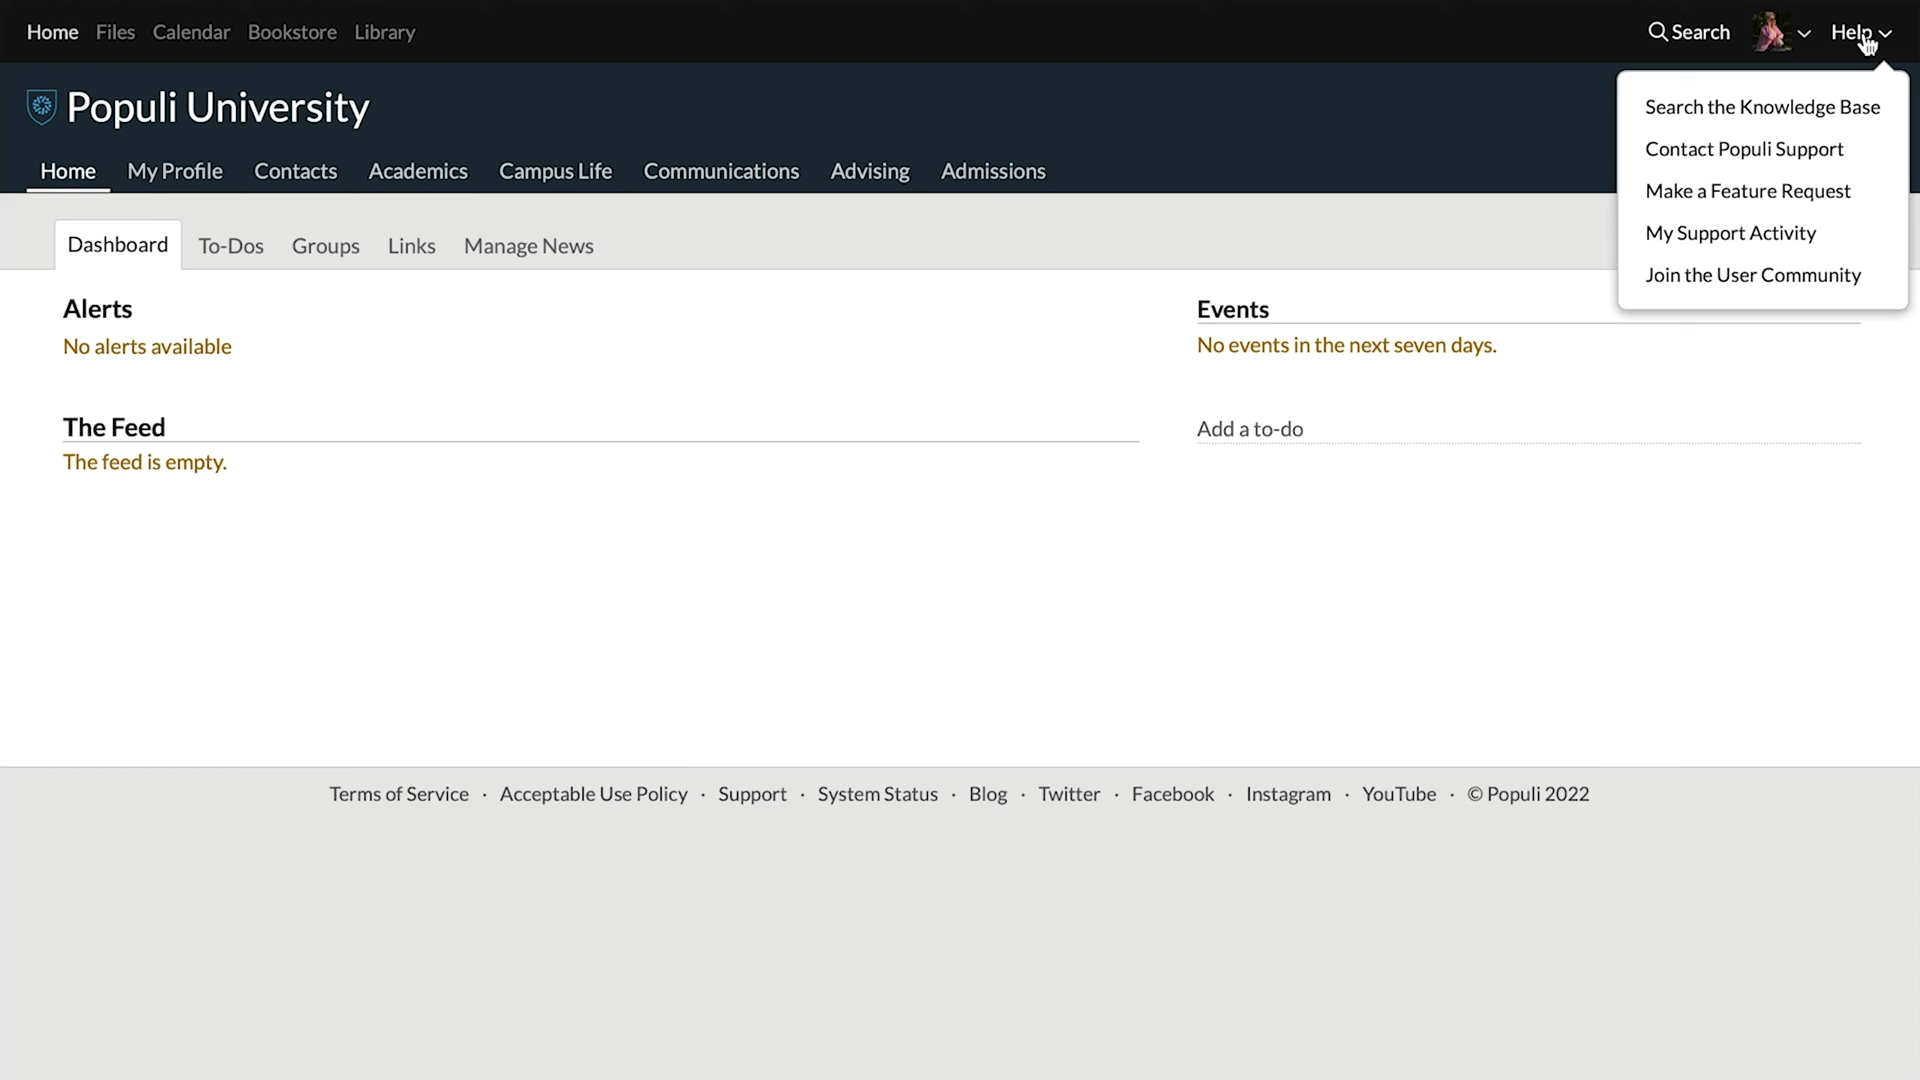 Home Files Calendar Bookstore Library Search Help
Populi University
Home My Profile Contacts Academics Campus Life Communications Advising Admissions
Search the Knowledge Base
Contact Populi Support
Make a Feature Request
My Support Activity
Join the User Community
Dashboard To-Dos Groups Links Manage News
Alerts
No alerts available
The Feed
The feed is empty.
Events
No events in the next seven days.
Add a to-do
Terms of Service · Acceptable Use Policy · Support · System Status · Blog · Twitter · Facebook · Instagram · YouTube · © Populi 2022